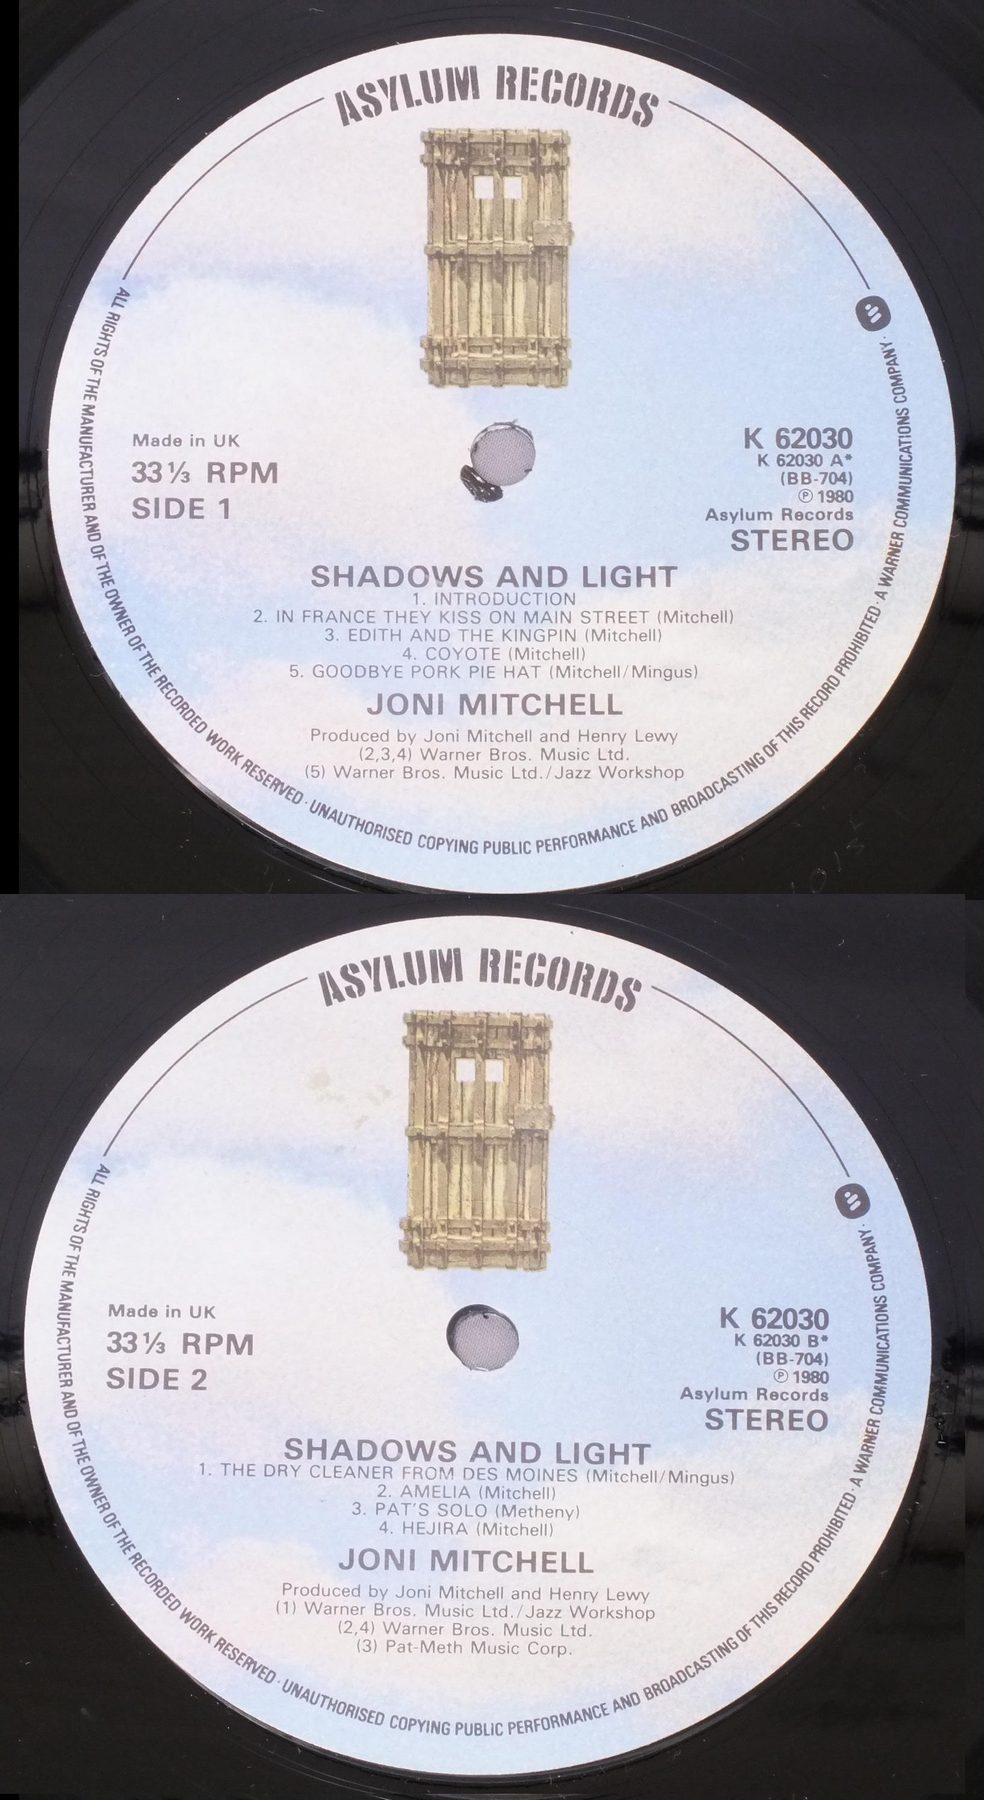 ASYLUM RECORDS
Made in UK
33⅓ RPM
SIDE 1
K 62030
K 62030 A*
(BB-704)
℗ 1980
Asylum Records
STEREO
SHADOWS AND LIGHT
1. INTRODUCTION
2. IN FRANCE THEY KISS ON MAIN STREET (Mitchell)
3. EDITH AND THE KINGPIN (Mitchell)
4. COYOTE (Mitchell)
5. GOODBYE PORK PIE HAT (Mitchell/Mingus)
JONI MITCHELL
Produced by Joni Mitchell and Henry Lewy
(2,3,4) Warner Bros. Music Ltd.
(5) Warner Bros. Music Ltd./Jazz Workshop
ALL RIGHTS OF THE MANUFACTURER AND OF THE OWNER OF THE RECORDED WORK RESERVED · UNAUTHORISED COPYING PUBLIC PERFORMANCE AND BROADCASTING OF THIS RECORD PROHIBITED · A WARNER COMMUNICATIONS COMPANY ·
ASYLUM RECORDS
Made in UK
33⅓ RPM
SIDE 2
K 62030
K 62030 B*
(BB-704)
℗ 1980
Asylum Records
STEREO
SHADOWS AND LIGHT
1. THE DRY CLEANER FROM DES MOINES (Mitchell/Mingus)
2. AMELIA (Mitchell)
3. PAT'S SOLO (Metheny)
4. HEJIRA (Mitchell)
JONI MITCHELL
Produced by Joni Mitchell and Henry Lewy
(1) Warner Bros. Music Ltd./Jazz Workshop
(2,4) Warner Bros. Music Ltd.
(3) Pat-Meth Music Corp.
ALL RIGHTS OF THE MANUFACTURER AND OF THE OWNER OF THE RECORDED WORK RESERVED · UNAUTHORISED COPYING PUBLIC PERFORMANCE AND BROADCASTING OF THIS RECORD PROHIBITED · A WARNER COMMUNICATIONS COMPANY ·